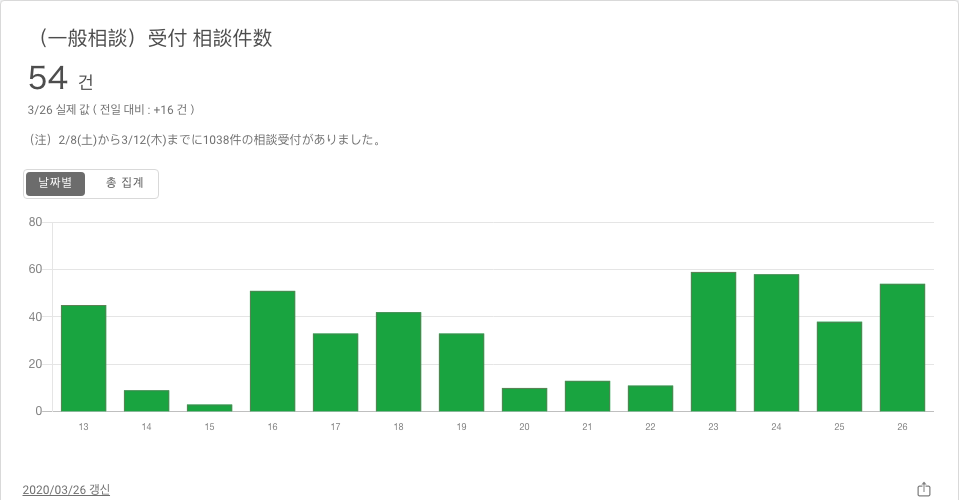 （一般相談）受付 相談件数
54 건
3/26 실제 값 ( 전일 대비 : +16 건 )
（注）2/8(土)から3/12(木)までに1038件の相談受付がありました。
날짜별 총 집계
80
60
40
20
0
13 14 15 16 17 18 19 20 21 22 23 24 25 26
2020/03/26 갱신